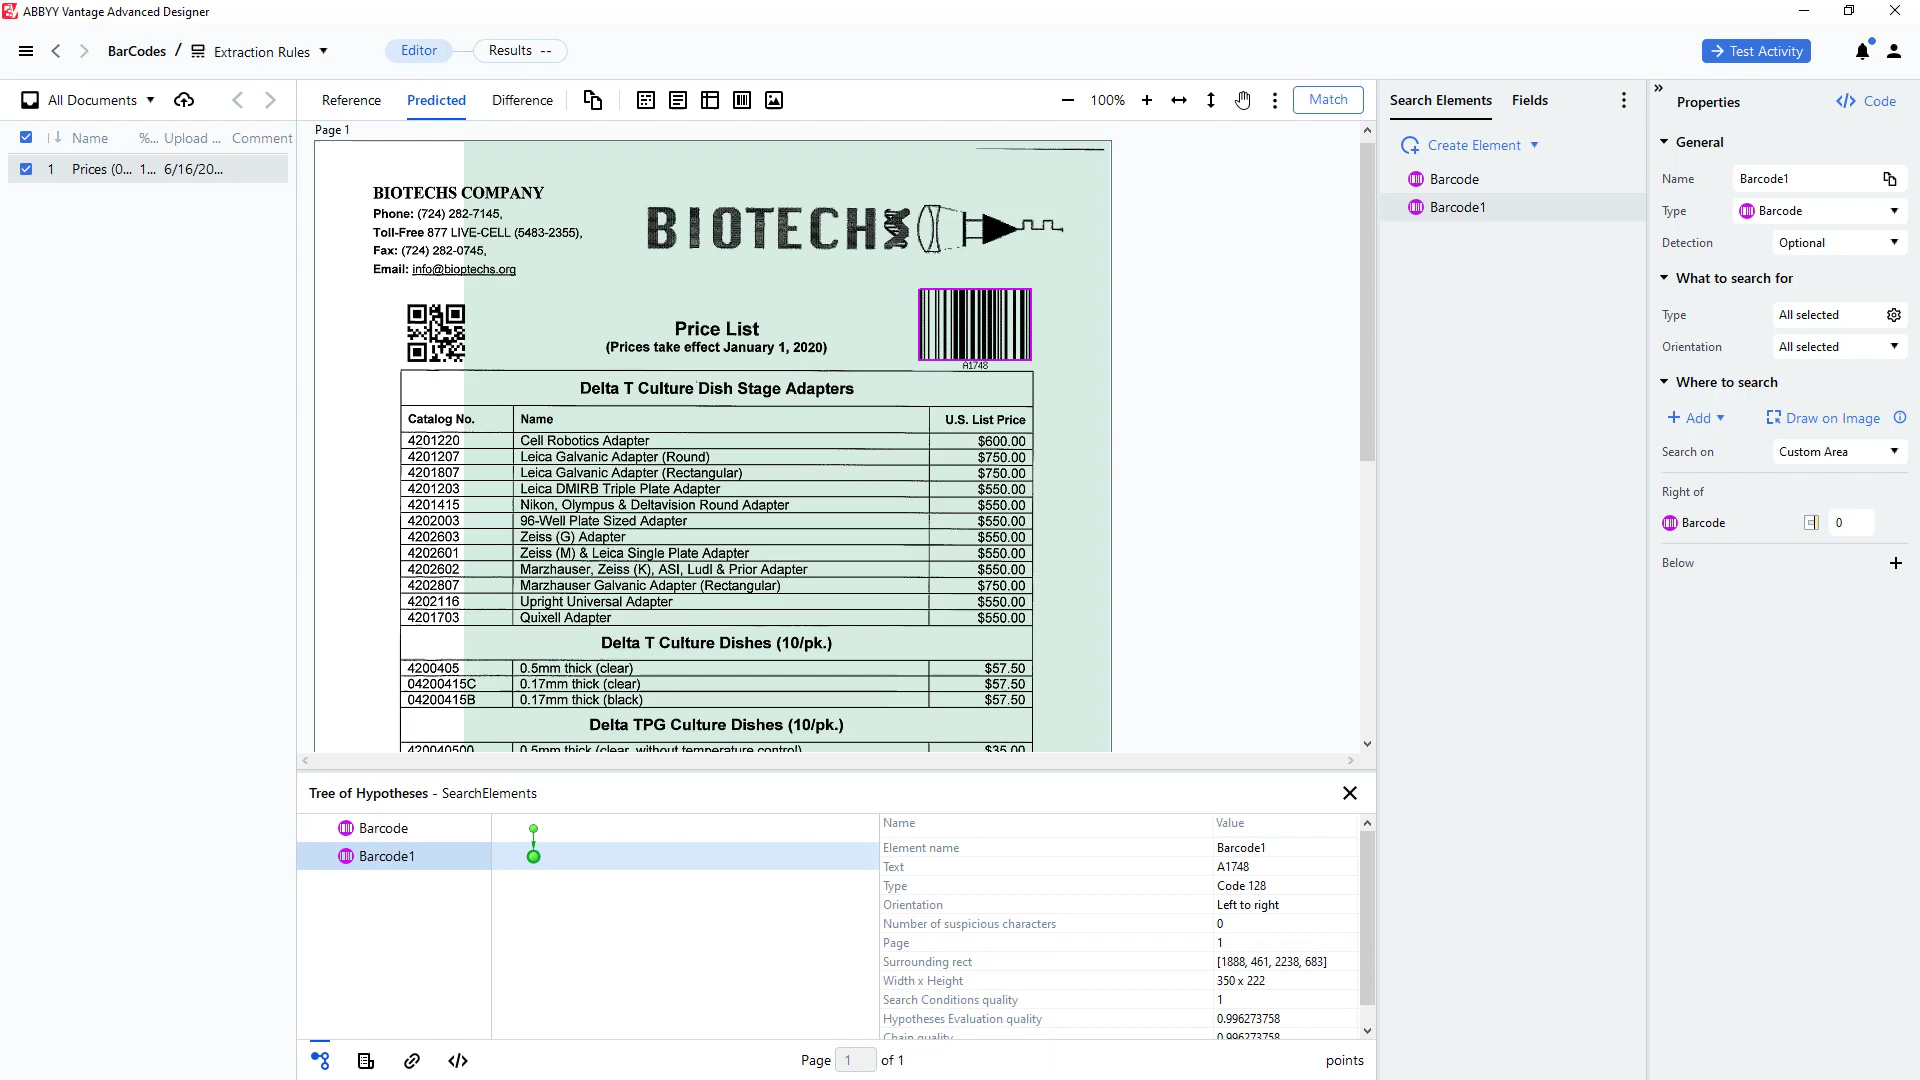 ABBYY Vantage Advanced Designer
BarCodes / Extraction Rules
Editor
Results --
Test Activity
All Documents
Reference
Predicted
Difference
100%
Match
Search Elements
Fields
Properties
Code
Name
%...
Upload ...
Comment
1
Prices (0...
1...
6/16/20...
Page 1
BIOTECHS COMPANY
Phone: (724) 282-7145,
Toll-Free 877 LIVE-CELL (5483-2355),
Fax: (724) 282-0745,
Email: info@bioptechs.org
BIOTECHS
Price List
(Prices take effect January 1, 2020)
A1748
Delta T Culture Dish Stage Adapters
Catalog No. Name U.S. List Price
4201220 Cell Robotics Adapter $600.00
4201207 Leica Galvanic Adapter (Round) $750.00
4201807 Leica Galvanic Adapter (Rectangular) $750.00
4201203 Leica DMIRB Triple Plate Adapter $550.00
4201415 Nikon, Olympus & Deltavision Round Adapter $550.00
4202003 96-Well Plate Sized Adapter $550.00
4202603 Zeiss (G) Adapter $550.00
4202601 Zeiss (M) & Leica Single Plate Adapter $550.00
4202602 Marzhauser, Zeiss (K), ASI, Ludl & Prior Adapter $550.00
4202807 Marzhauser Galvanic Adapter (Rectangular) $750.00
4202116 Upright Universal Adapter $550.00
4201703 Quixell Adapter $550.00
Delta T Culture Dishes (10/pk.)
4200405 0.5mm thick (clear) $57.50
04200415C 0.17mm thick (clear) $57.50
04200415B 0.17mm thick (black) $57.50
Delta TPG Culture Dishes (10/pk.)
420040500 0.5mm thick (clear, without temperature control) $35.00
Create Element
Barcode
Barcode1
General
Name Barcode1
Type Barcode
Detection Optional
What to search for
Type All selected
Orientation All selected
Where to search
Add
Draw on Image
Search on Custom Area
Right of
Barcode 0
Below
Tree of Hypotheses - SearchElements
Barcode
Barcode1
Name Value
Element name Barcode1
Text A1748
Type Code 128
Orientation Left to right
Number of suspicious characters 0
Page 1
Surrounding rect [1888, 461, 2238, 683]
Width x Height 350 x 222
Search Conditions quality 1
Hypotheses Evaluation quality 0.996273758
Chain quality 0.996273758
Page 1 of 1
points